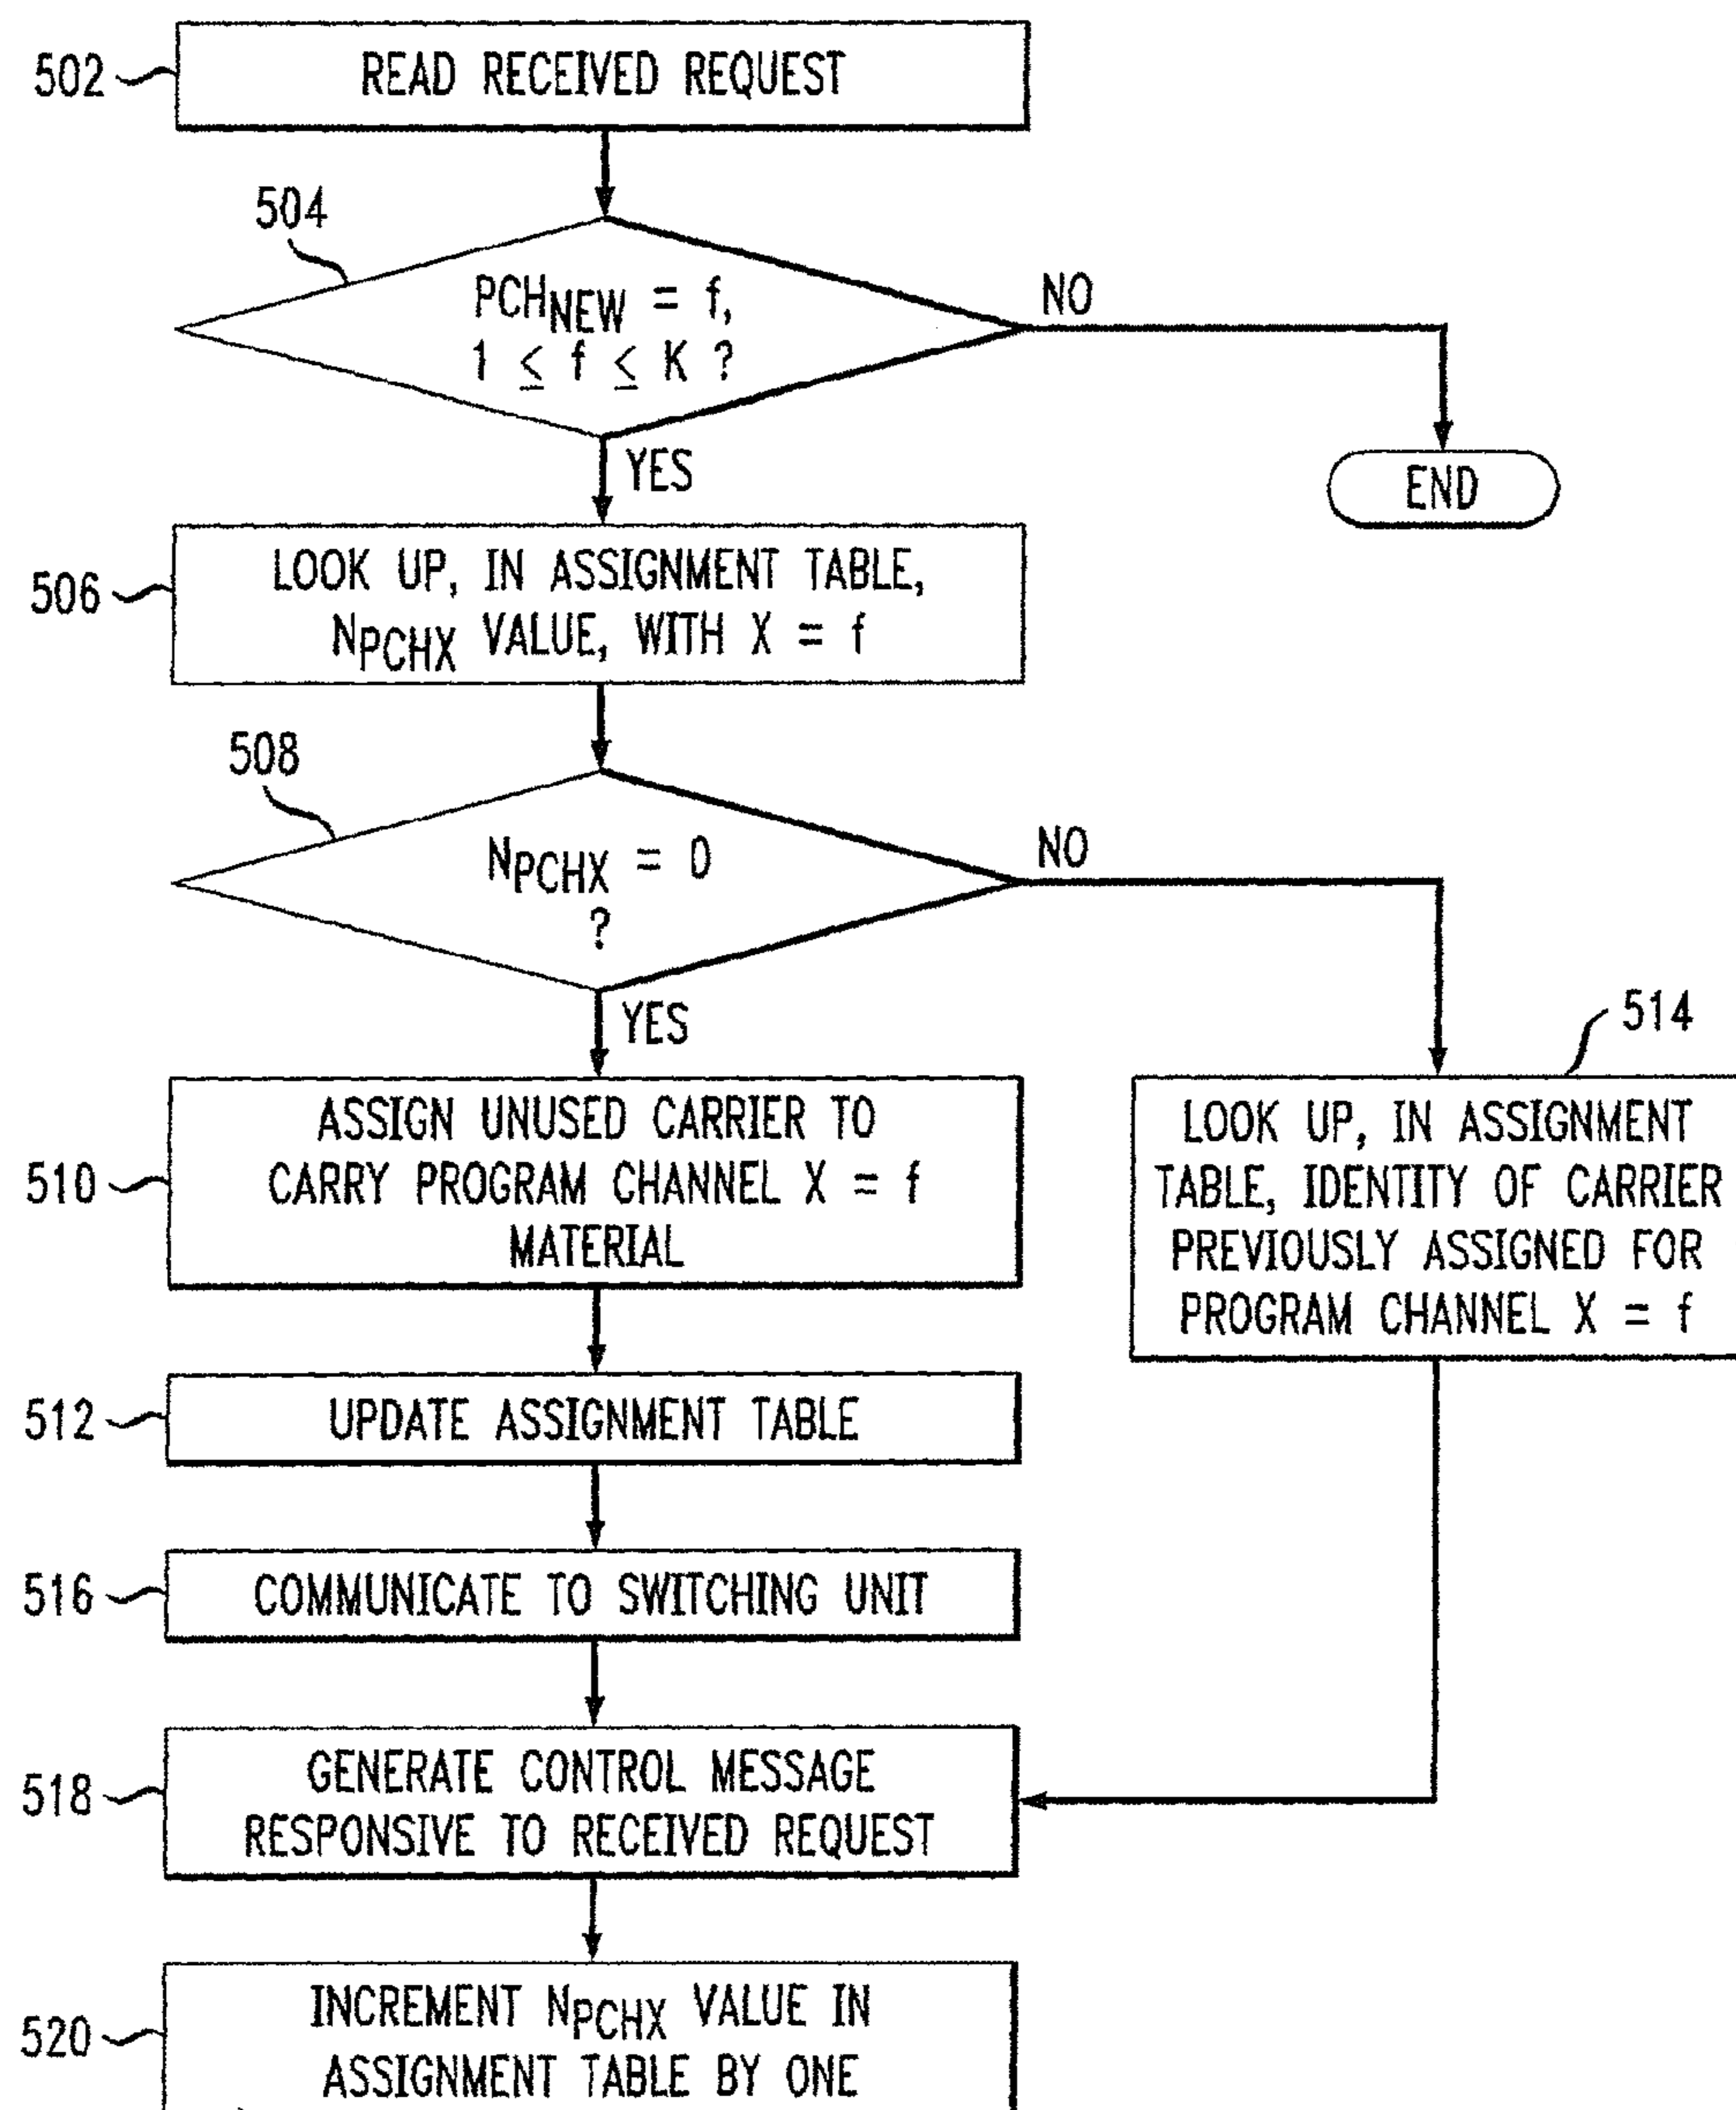 502
READ RECEIVED REQUEST
504
PCHNEW = f,
1 ≤ f ≤ K ?
NO
END
YES
506
LOOK UP, IN ASSIGNMENT TABLE,
NPCHX VALUE, WITH X = f
508
NPCHX = 0
?
NO
YES
510
ASSIGN UNUSED CARRIER TO
CARRY PROGRAM CHANNEL X = f
MATERIAL
514
LOOK UP, IN ASSIGNMENT
TABLE, IDENTITY OF CARRIER
PREVIOUSLY ASSIGNED FOR
PROGRAM CHANNEL X = f
512
UPDATE ASSIGNMENT TABLE
516
COMMUNICATE TO SWITCHING UNIT
518
GENERATE CONTROL MESSAGE
RESPONSIVE TO RECEIVED REQUEST
520
INCREMENT NPCHX VALUE IN
ASSIGNMENT TABLE BY ONE